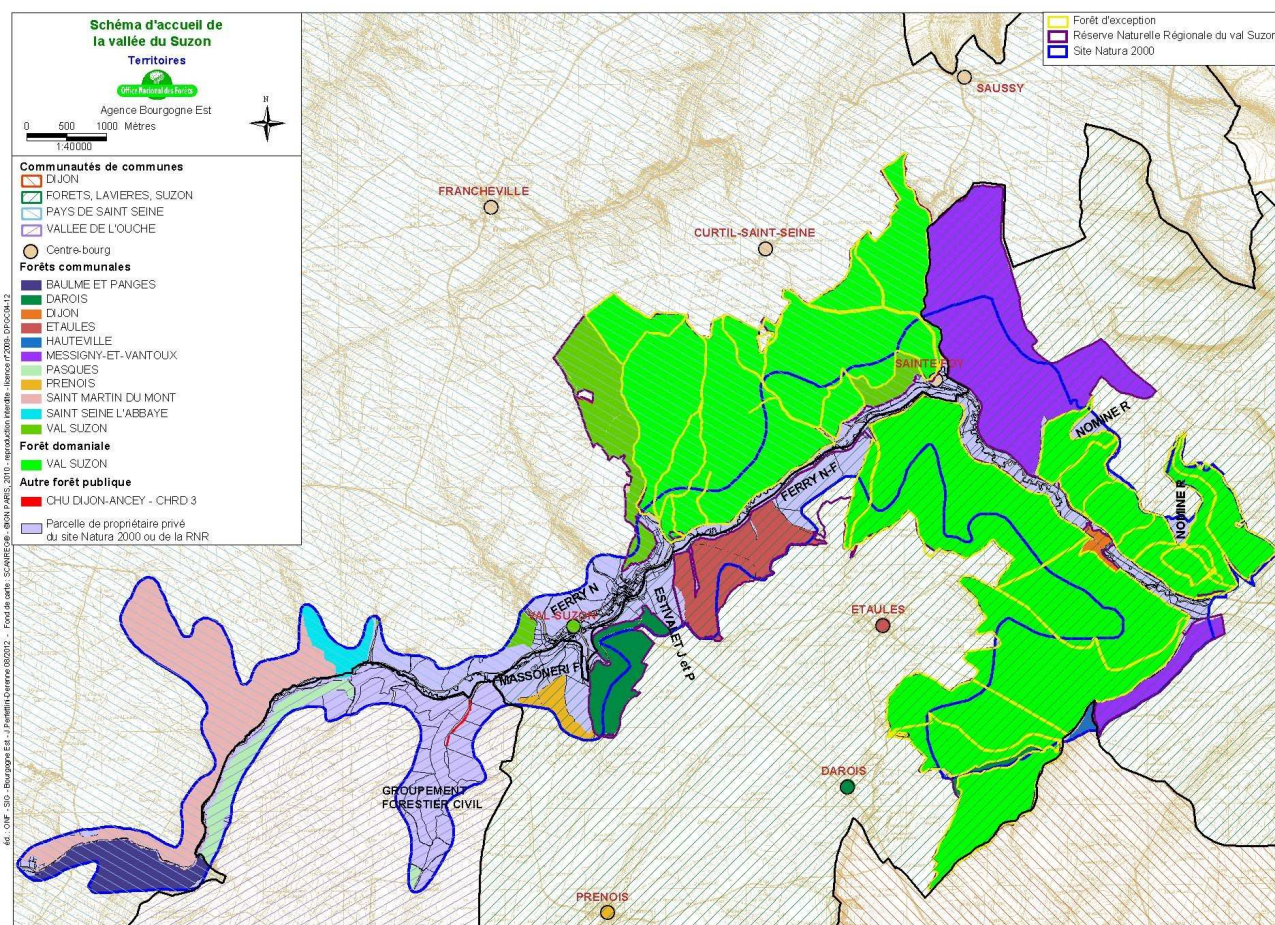 Schéma d'accueil de
la vallée du Suzon
Territoires
Office National des Forêts
Agence Bourgogne Est
N
0 500 1000 Mètres
1:40000
Communautés de communes
DIJON
FORETS, LAVIERES, SUZON
PAYS DE SAINT SEINE
VALLEE DE L'OUCHE
Centre-bourg
Forêts communales
BAULME ET PANGES
DAROIS
DIJON
ETAULES
HAUTEVILLE
MESSIGNY-ET-VANTOUX
PASQUES
PRENOIS
SAINT MARTIN DU MONT
SAINT SEINE L'ABBAYE
VAL SUZON
Forêt domaniale
VAL SUZON
Autre forêt publique
CHU DIJON-ANCEY - CHRD 3
Parcelle de propriétaire privé
du site Natura 2000 ou de la RNR
Forêt d'exception
Réserve Naturelle Régionale du val Suzon
Site Natura 2000
SAUSSY
FRANCHEVILLE
CURTIL-SAINT-SEINE
SAINTE FOY
NOMINE R
NOMINE R
FERRY N-F
FERRY N
ESTIVALET J et P
VAL-SUZON
ETAULES
MASSONERI F
DAROIS
GROUPEMENT
FORESTIER CIVIL
PRENOIS